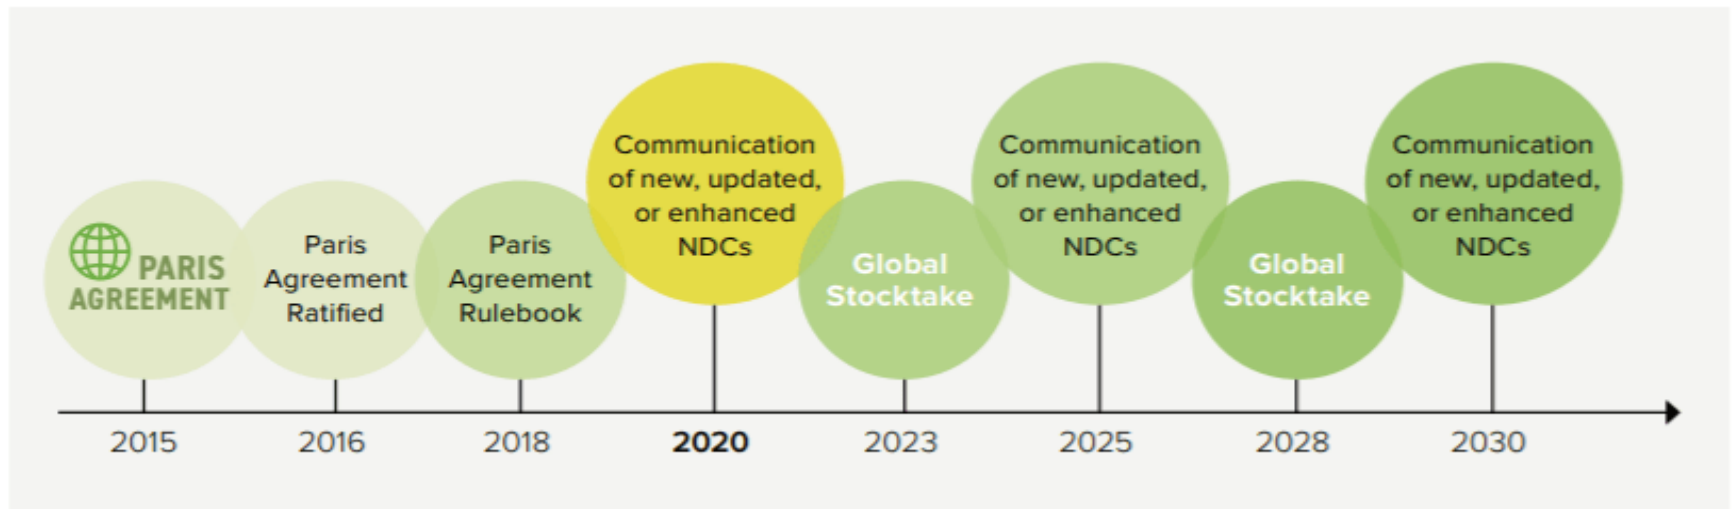 PARIS
AGREEMENT
Paris
Agreement
Ratified
Paris
Agreement
Rulebook
Communication
of new, updated,
or enhanced
NDCs
Global
Stocktake
Communication
of new, updated,
or enhanced
NDCs
Global
Stocktake
Communication
of new, updated,
or enhanced
NDCs
2015
2016
2018
2020
2023
2025
2028
2030